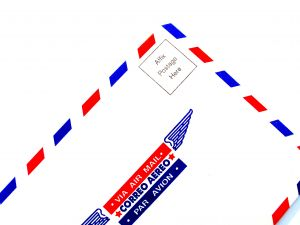 Affix
Postage
Here
VIA AIR MAIL
CORREO AEREO
PAR AVION